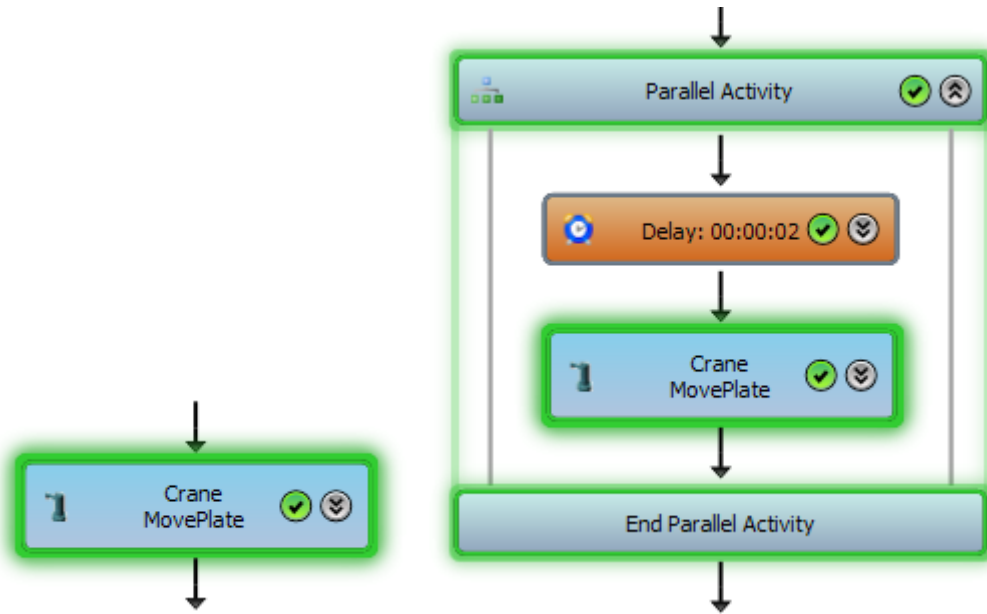 Parallel Activity
Delay: 00:00:02
Crane
MovePlate
Crane
MovePlate
End Parallel Activity